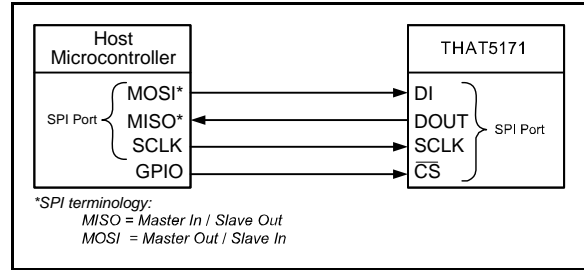 Host
Microcontroller
THAT5171
SPI Port
MOSI*
MISO*
SCLK
GPIO
DI
DOUT
SCLK
CS
SPI Port
*SPI terminology:
MISO = Master In / Slave Out
MOSI = Master Out / Slave In